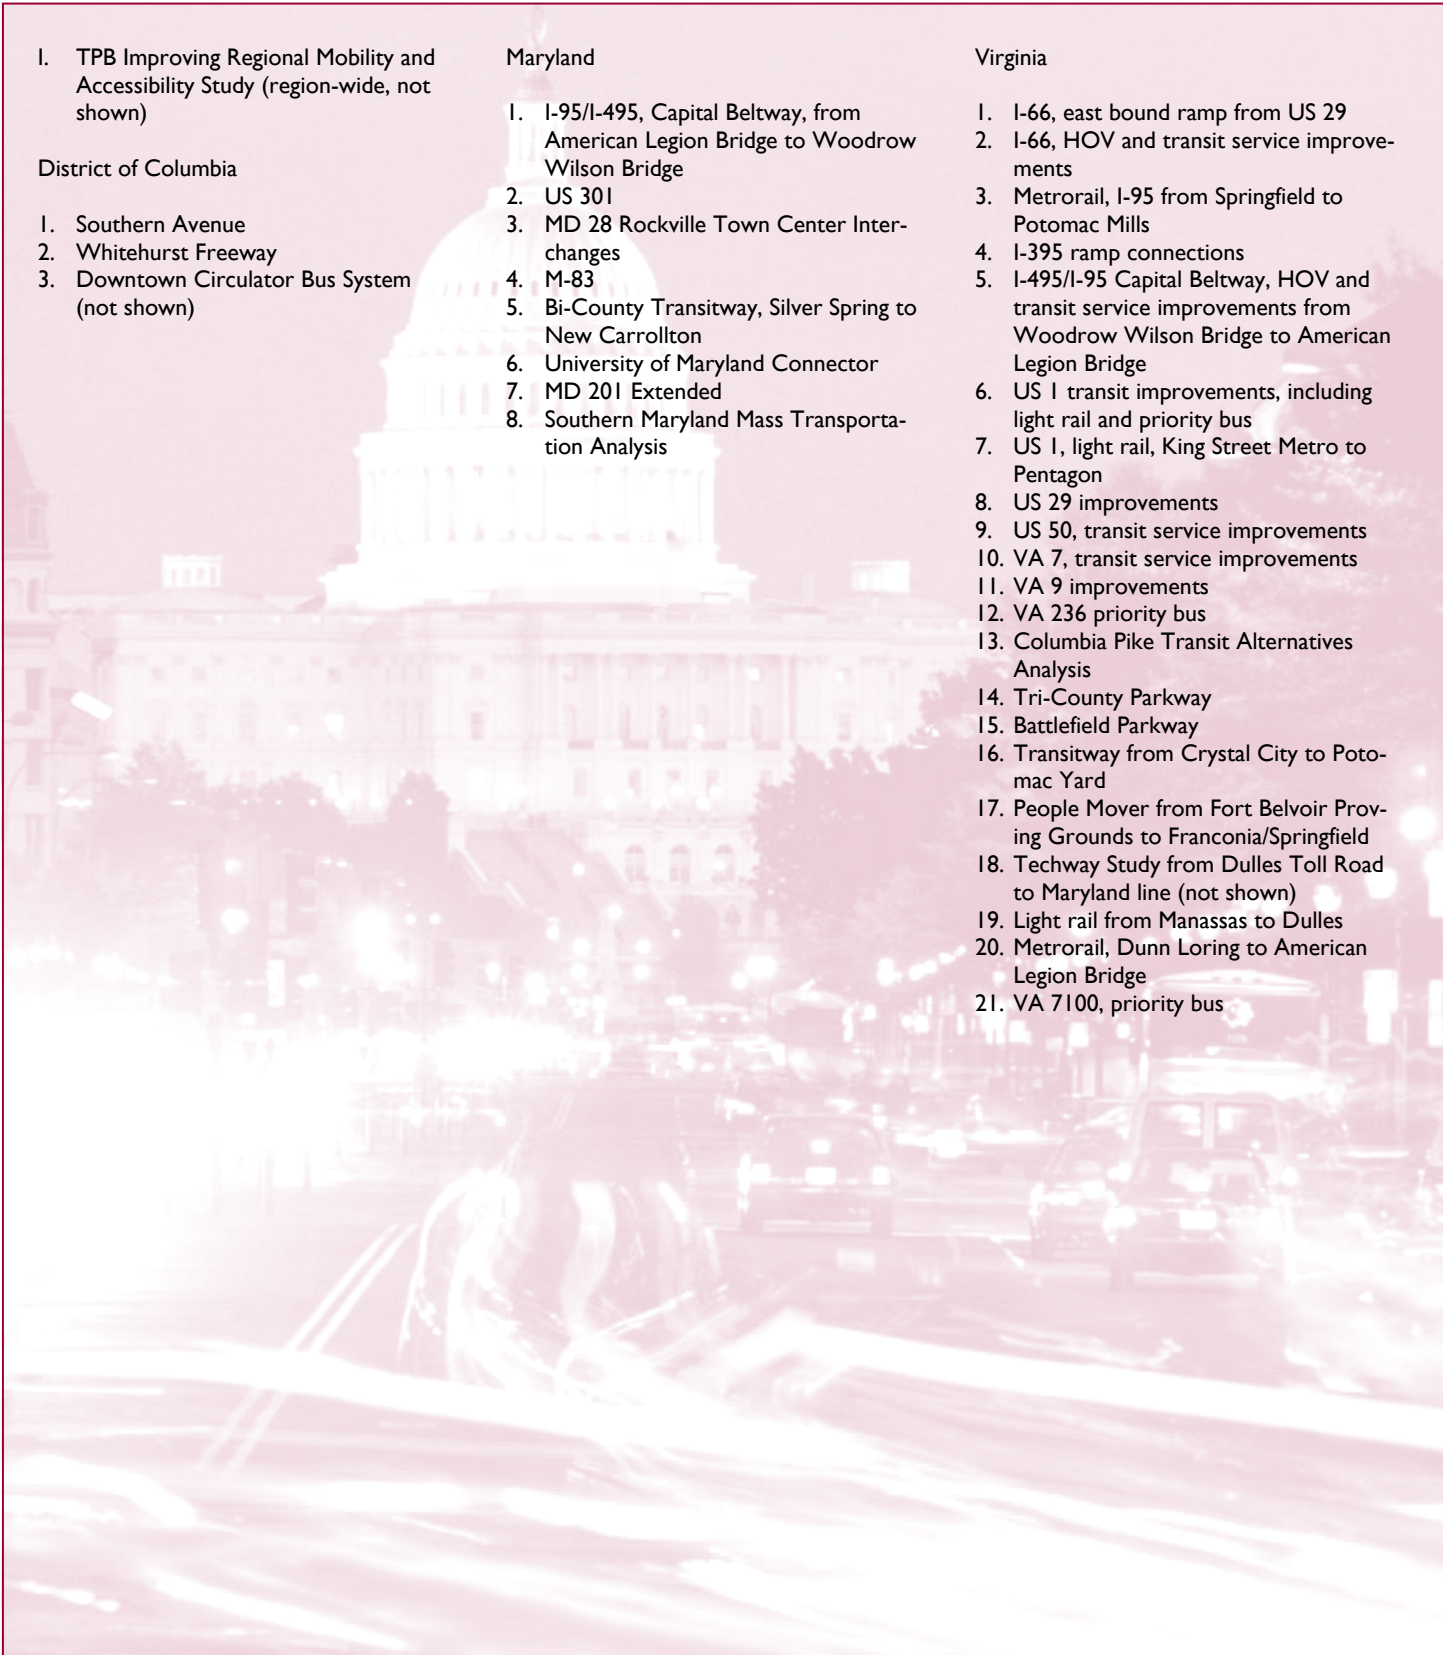 1. TPB Improving Regional Mobility and
Accessibility Study (region-wide, not
shown)
District of Columbia
1. Southern Avenue
2. Whitehurst Freeway
3. Downtown Circulator Bus System
(not shown)
Maryland
1. I-95/I-495, Capital Beltway, from
American Legion Bridge to Woodrow
Wilson Bridge
2. US 301
3. MD 28 Rockville Town Center Inter-
changes
4. M-83
5. Bi-County Transitway, Silver Spring to
New Carrollton
6. University of Maryland Connector
7. MD 201 Extended
8. Southern Maryland Mass Transporta-
tion Analysis
Virginia
1. I-66, east bound ramp from US 29
2. I-66, HOV and transit service improve-
ments
3. Metrorail, I-95 from Springfield to
Potomac Mills
4. I-395 ramp connections
5. I-495/I-95 Capital Beltway, HOV and
transit service improvements from
Woodrow Wilson Bridge to American
Legion Bridge
6. US 1 transit improvements, including
light rail and priority bus
7. US 1, light rail, King Street Metro to
Pentagon
8. US 29 improvements
9. US 50, transit service improvements
10. VA 7, transit service improvements
11. VA 9 improvements
12. VA 236 priority bus
13. Columbia Pike Transit Alternatives
Analysis
14. Tri-County Parkway
15. Battlefield Parkway
16. Transitway from Crystal City to Poto-
mac Yard
17. People Mover from Fort Belvoir Prov-
ing Grounds to Franconia/Springfield
18. Techway Study from Dulles Toll Road
to Maryland line (not shown)
19. Light rail from Manassas to Dulles
20. Metrorail, Dunn Loring to American
Legion Bridge
21. VA 7100, priority bus